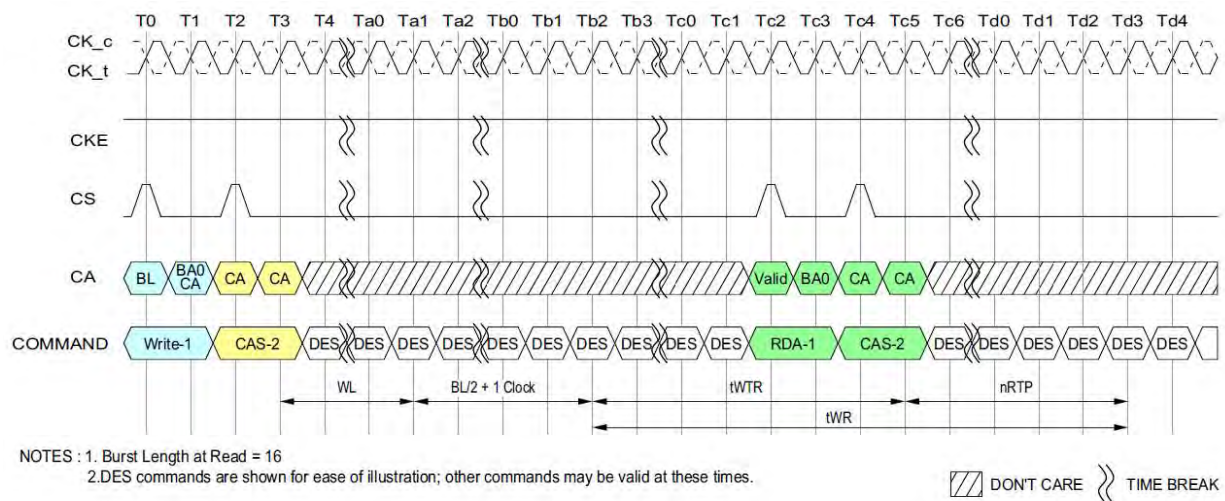 T0 T1 T2 T3 T4 Ta0 Ta1 Ta2 Tb0 Tb1 Tb2 Tb3 Tc0 Tc1 Tc2 Tc3 Tc4 Tc5 Tc6 Td0 Td1 Td2 Td3 Td4
CK_c
CK_t
CKE
CS
CA BL BA0 CA CA CA Valid BA0 CA CA
COMMAND Write-1 CAS-2 DES DES DES DES DES DES DES DES DES DES RDA-1 CAS-2 DES DES DES DES DES DES
WL BL/2 + 1 Clock tWTR nRTP
tWR
NOTES : 1. Burst Length at Read = 16
2.DES commands are shown for ease of illustration; other commands may be valid at these times.
DON'T CARE TIME BREAK